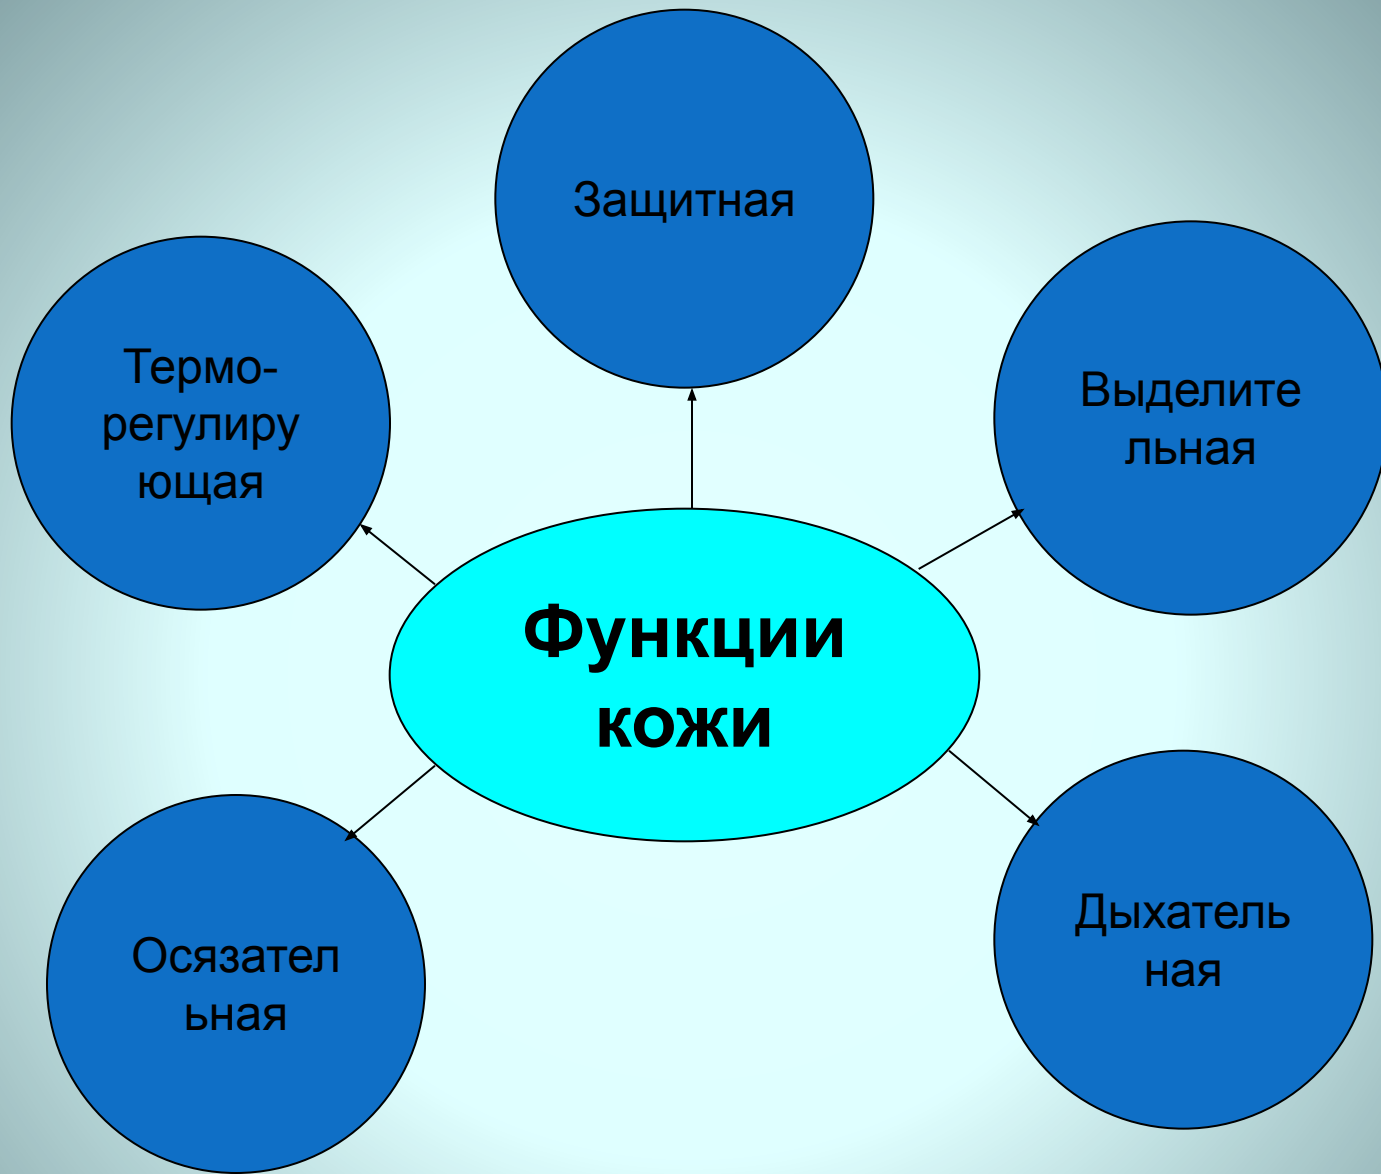 Защитная
Термо-
регулиру
ющая
Выделите
льная
Функции
кожи
Осязател
ьная
Дыхатель
ная